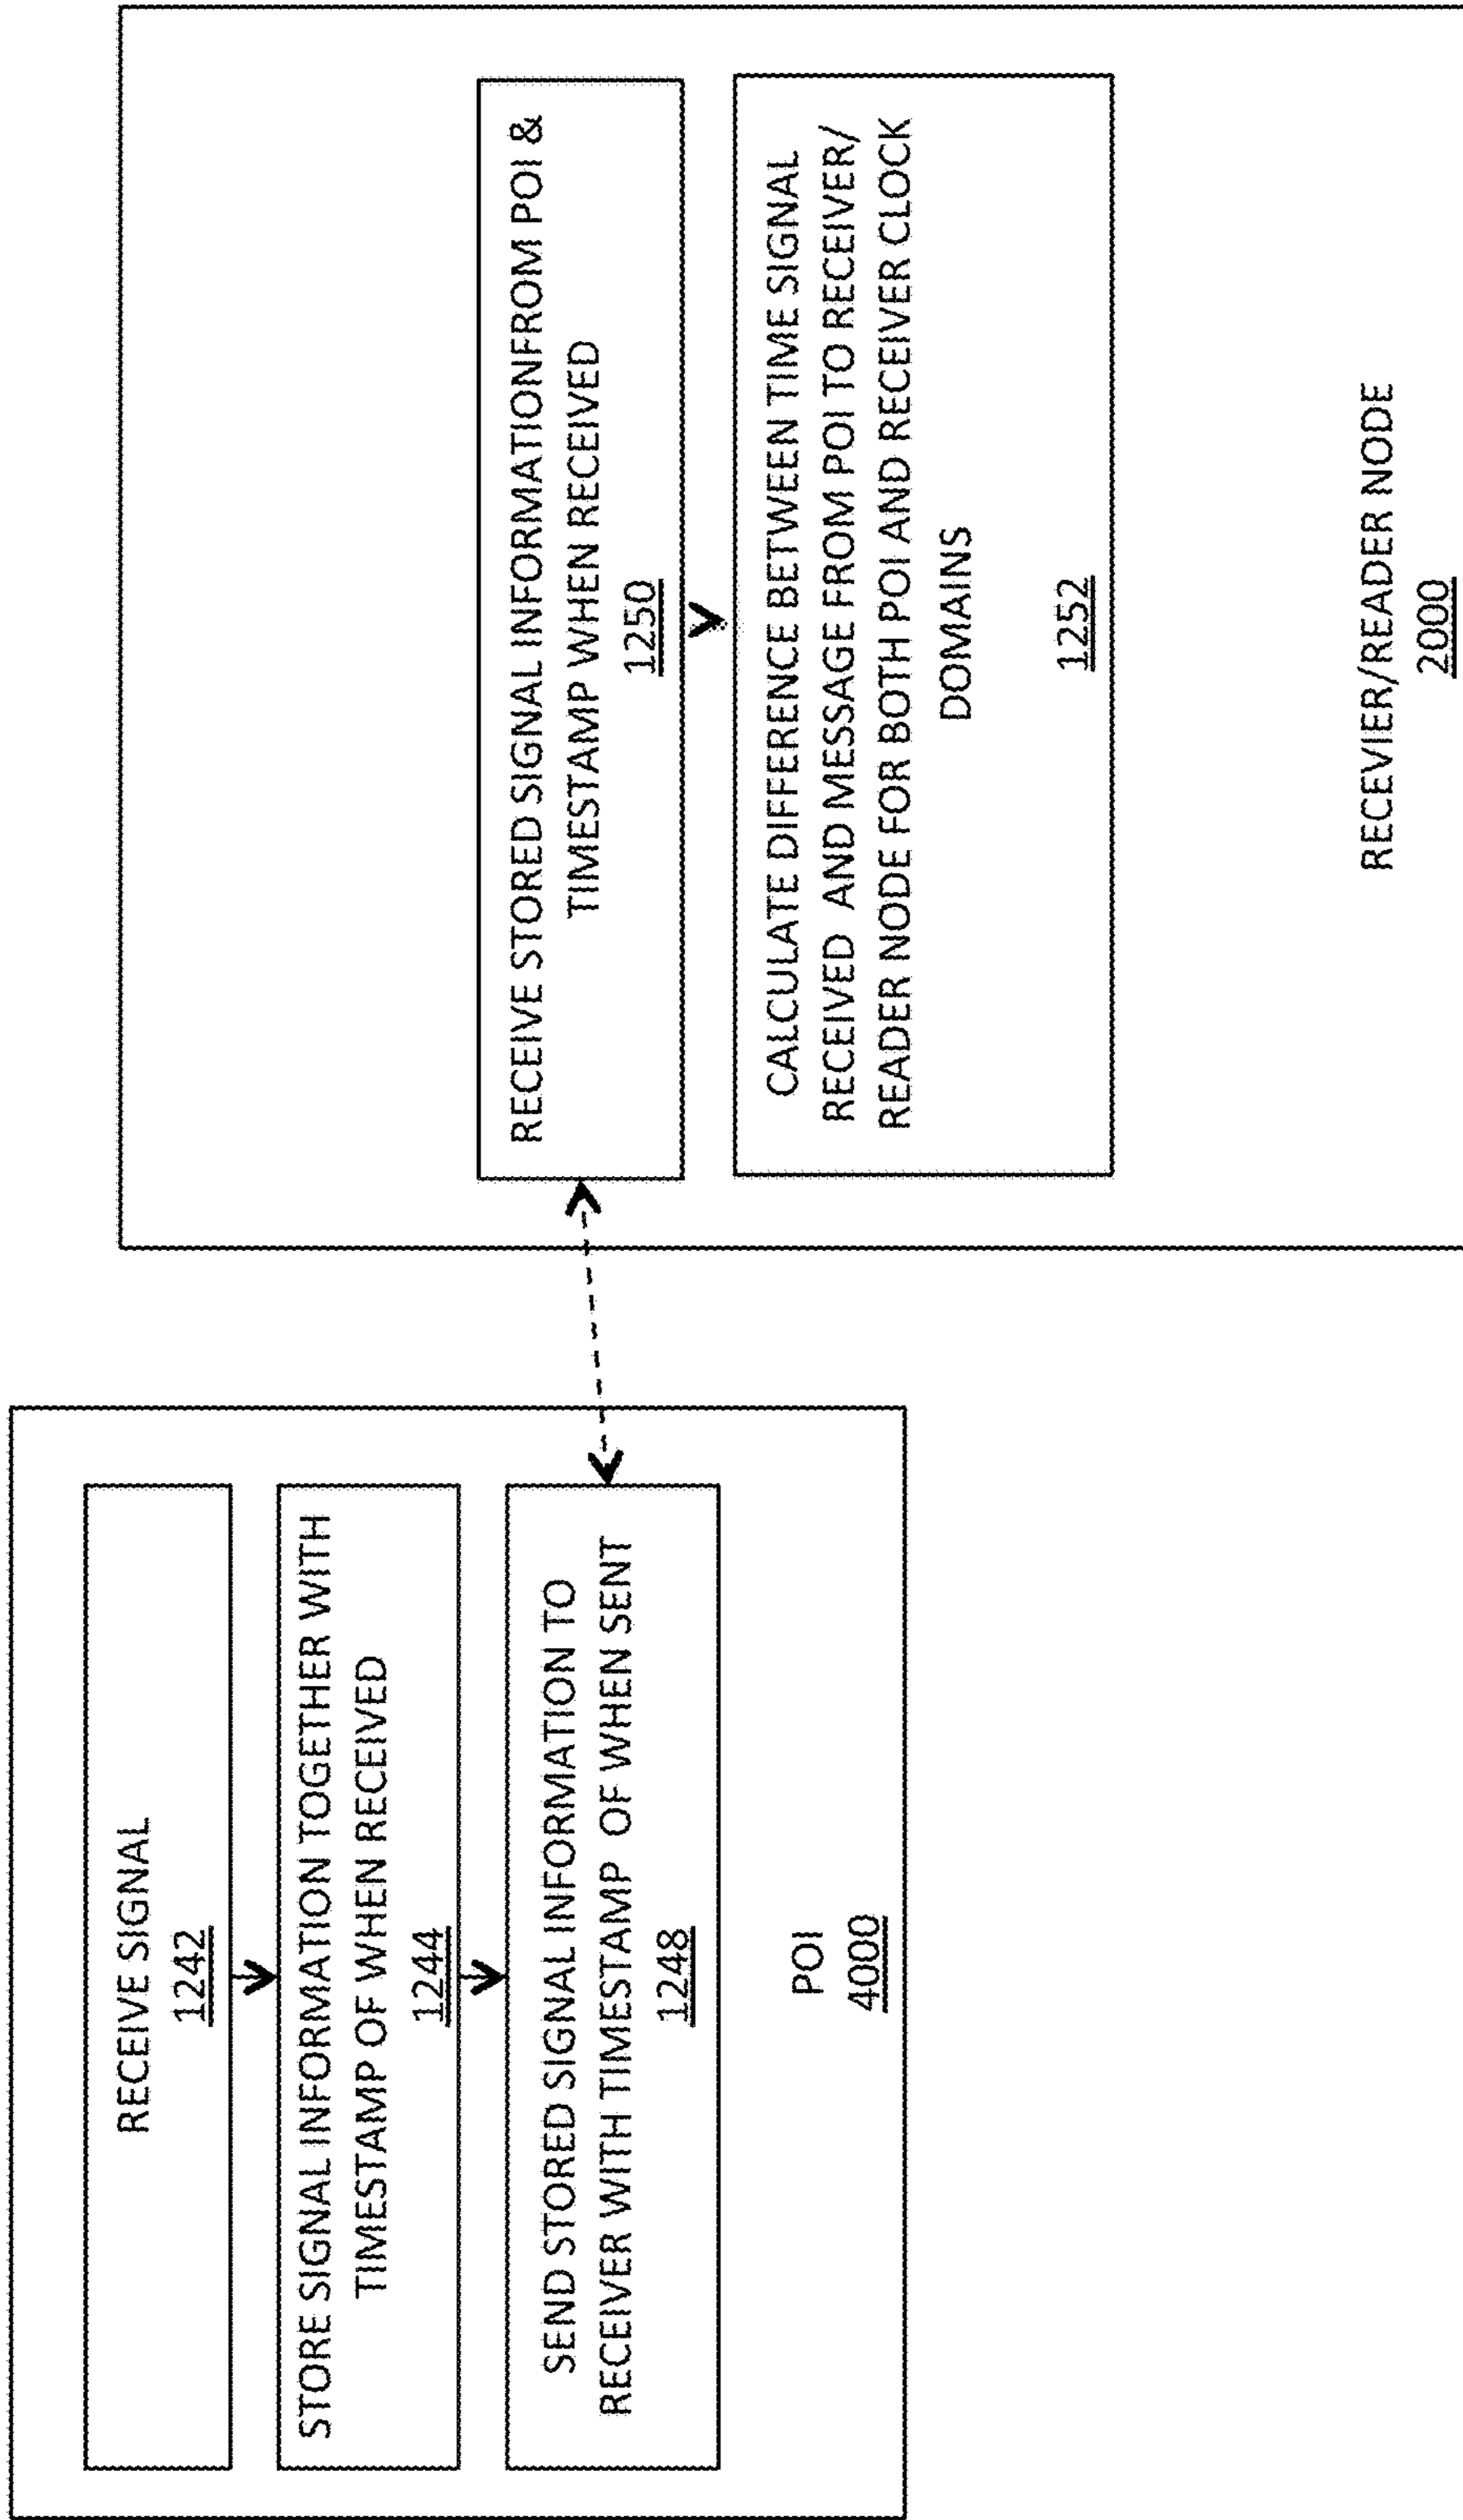 RECEIVE SIGNAL
1242
STORE SIGNAL INFORMATION TOGETHER WITH
TIMESTAMP OF WHEN RECEIVED
1244
SEND STORED SIGNAL INFORMATION TO
RECEIVER WITH TIMESTAMP OF WHEN SENT
1248
POI
4000
RECEIVE STORED SIGNAL INFORMATIONFROM POI &
TIMESTAMP WHEN RECEIVED
1250
CALCULATE DIFFERENCE BETWEEN TIME SIGNAL
RECEIVED AND MESSAGE FROM POI TO RECEIVER/
READER NODE FOR BOTH POI AND RECEIVER CLOCK
DOMAINS
1252
RECEVIER/READER NODE
2000